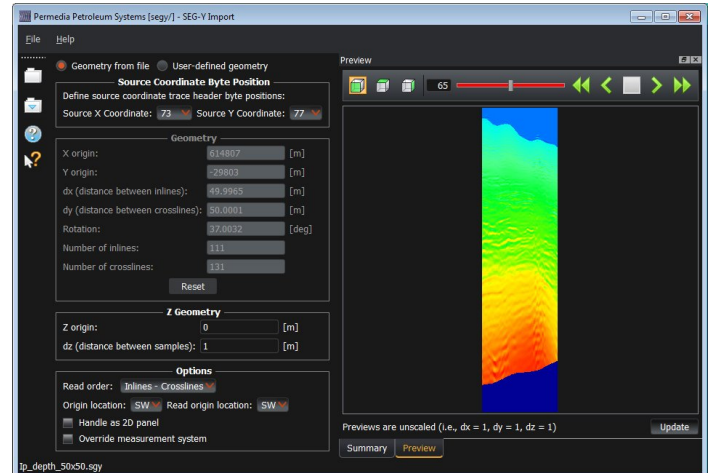 Permedia Petroleum Systems [segy/] - SEG-Y Import
File Help
Geometry from file User-defined geometry
Source Coordinate Byte Position
Define source coordinate trace header byte positions:
Source X Coordinate: 73 Source Y Coordinate: 77
Geometry
X origin: 614807 [m]
Y origin: -29803 [m]
dx (distance between inlines): 49.9965 [m]
dy (distance between crosslines): 50.0001 [m]
Rotation: 37.0032 [deg]
Number of inlines: 111
Number of crosslines: 131
Reset
Z Geometry
Z origin: 0 [m]
dz (distance between samples): 1 [m]
Options
Read order: Inlines - Crosslines
Origin location: SW Read origin location: SW
Handle as 2D panel
Override measurement system
Preview
65
Previews are unscaled (i.e., dx = 1, dy = 1, dz = 1) Update
Summary Preview
Ip_depth_50x50.sgy